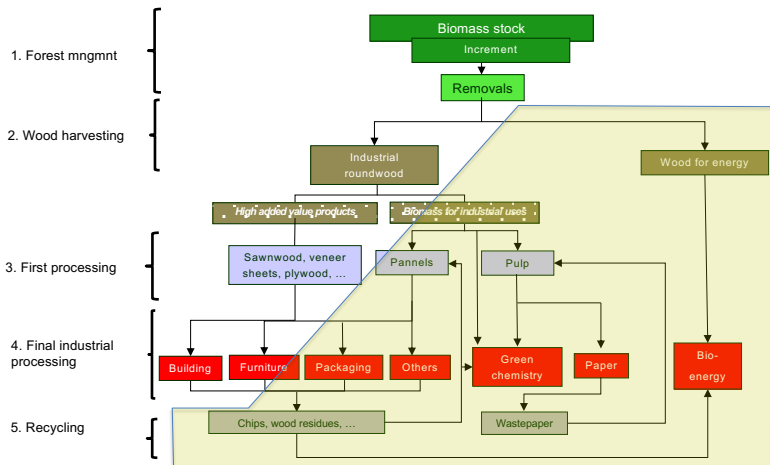 Biomass stock
Increment
1. Forest mngmnt
Removals
2. Wood harvesting
Industrial
roundwood
Wood for energy
High added value products
Biomass for industrial uses
3. First processing
Sawnwood, veneer
sheets, plywood, ...
Pannels
Pulp
4. Final industrial
processing
Building
Furniture
Packaging
Others
Green
chemistry
Paper
Bio-
energy
5. Recycling
Chips, wood residues, ...
Wastepaper